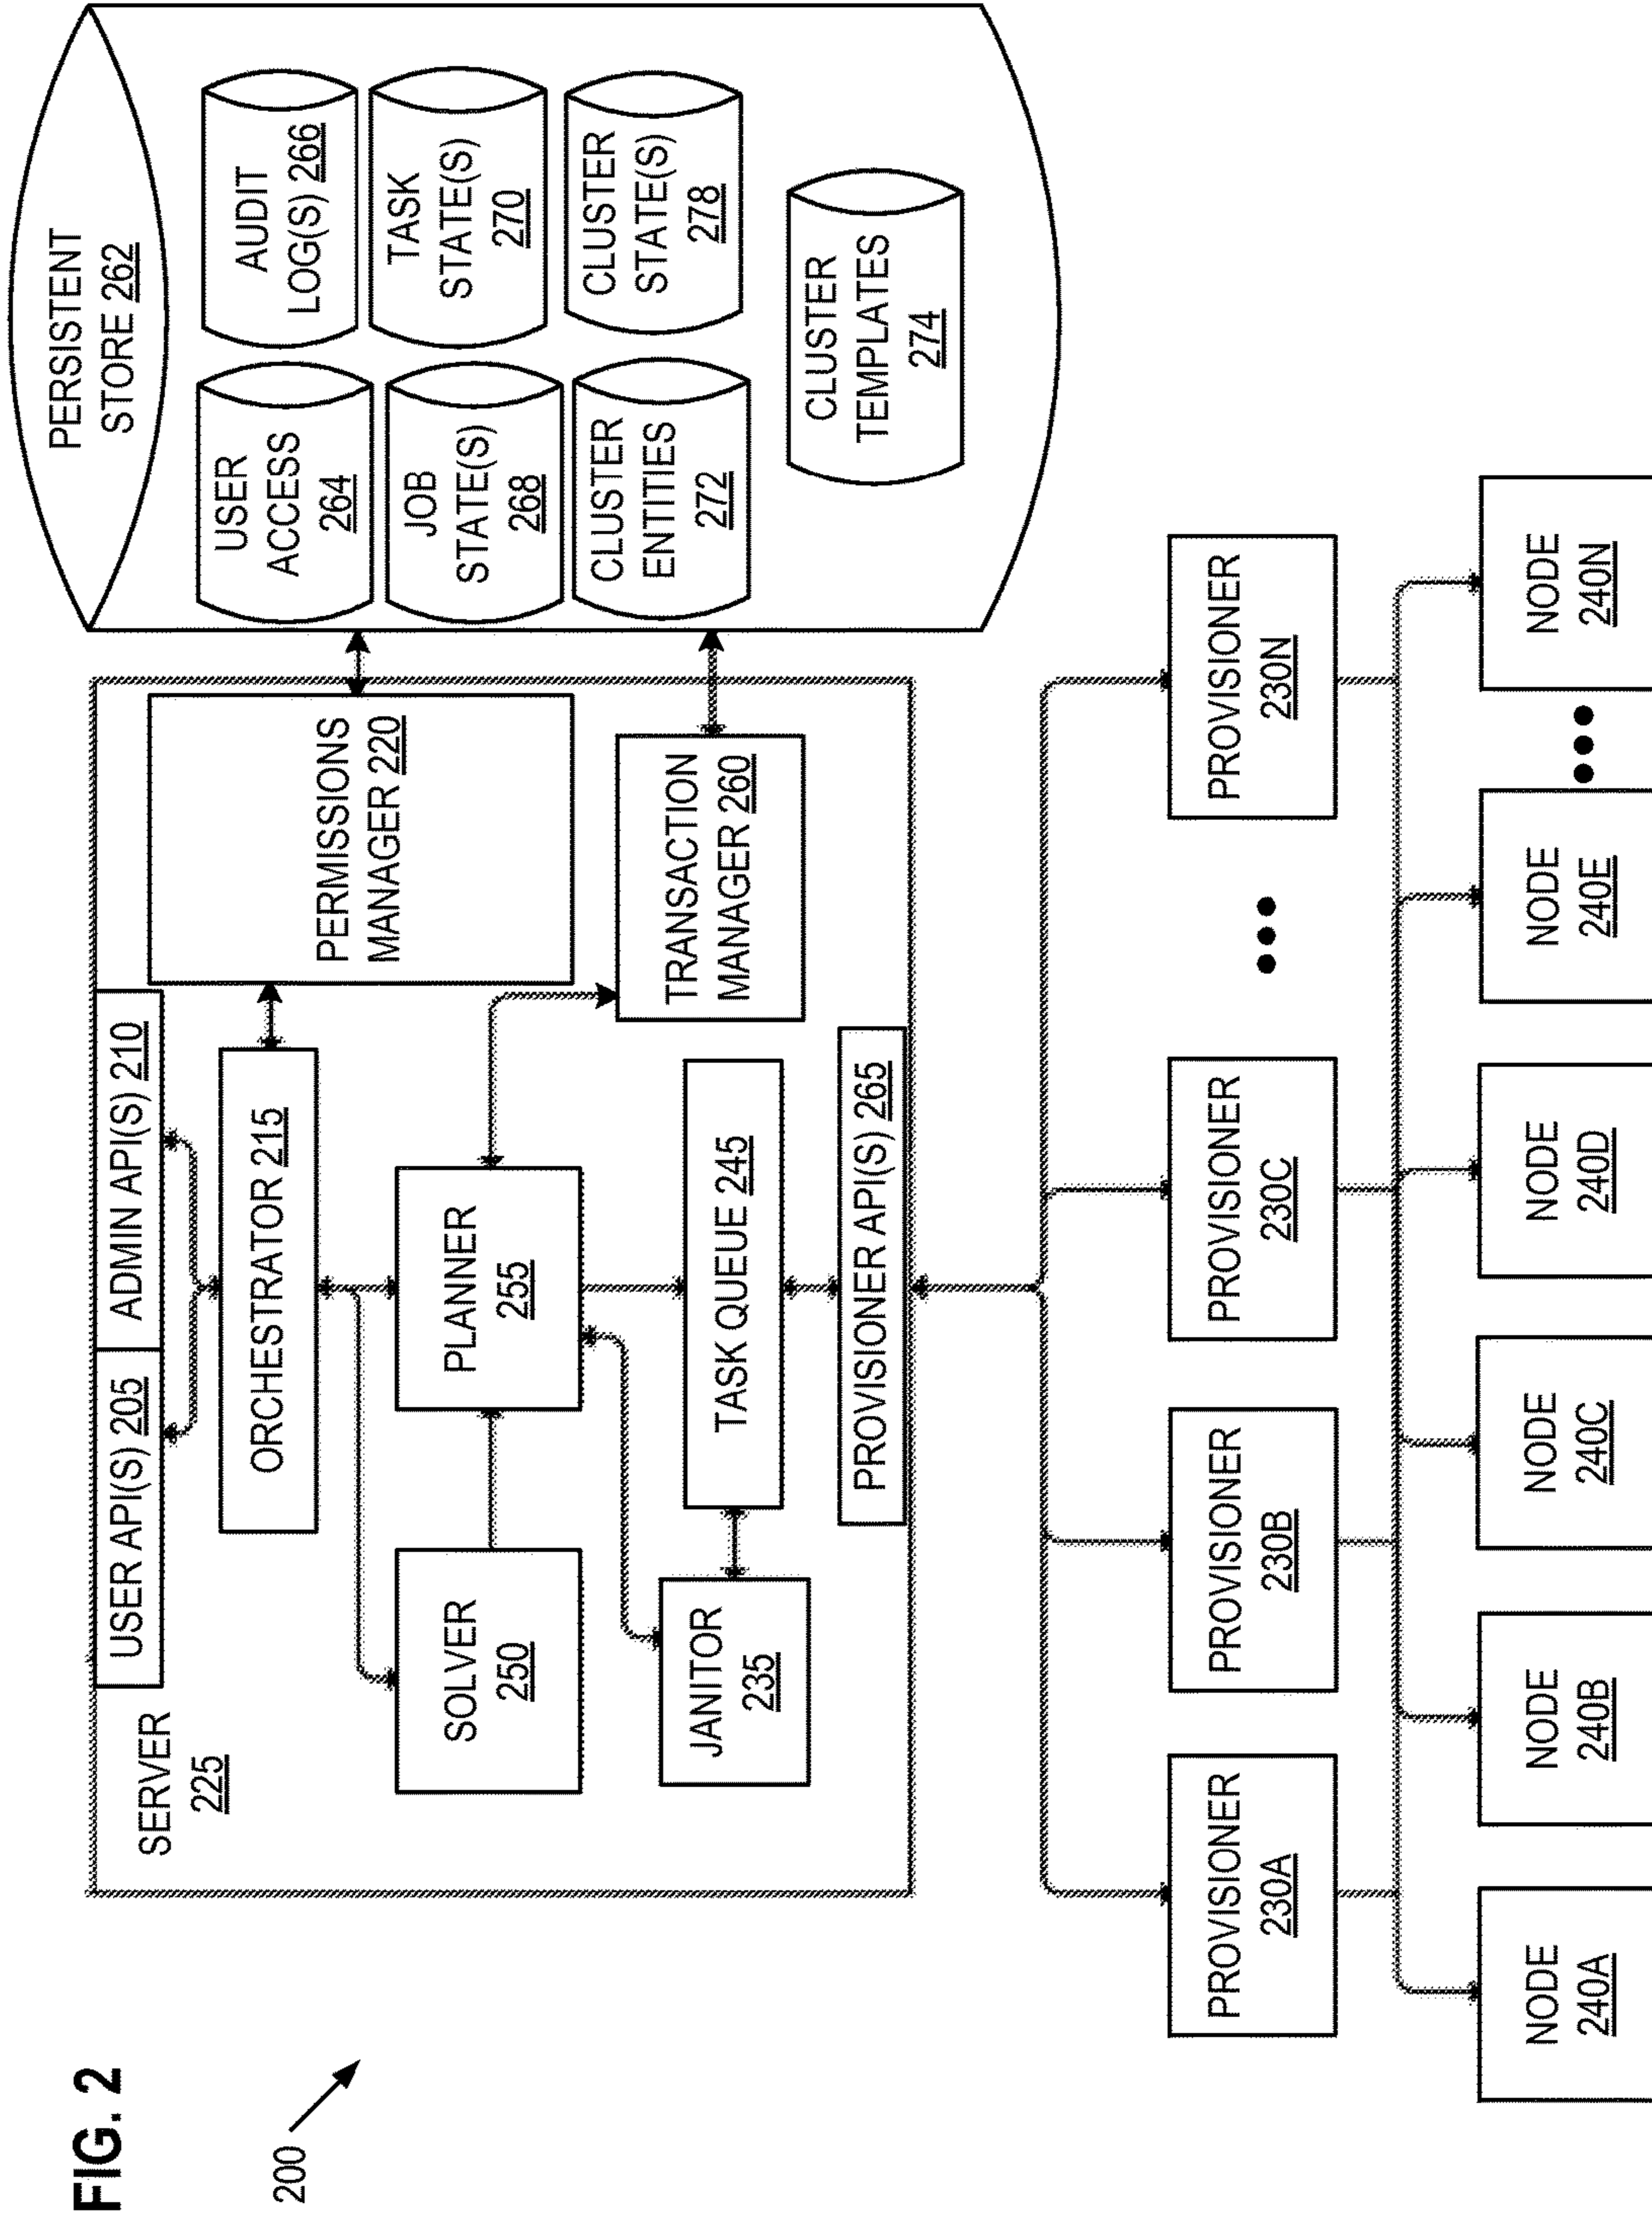 FIG. 2
200
SERVER
225
USER API(S) 205
ADMIN API(S) 210
ORCHESTRATOR 215
PERMISSIONS
MANAGER 220
SOLVER
250
PLANNER
255
TRANSACTION
MANAGER 260
JANITOR
235
TASK QUEUE 245
PROVISIONER API(S) 265
PERSISTENT
STORE 262
USER
ACCESS
264
AUDIT
LOG(S) 266
JOB
STATE(S)
268
TASK
STATE(S)
270
CLUSTER
ENTITIES
272
CLUSTER
STATE(S)
278
CLUSTER
TEMPLATES
274
PROVISIONER
230A
PROVISIONER
230B
PROVISIONER
230C
PROVISIONER
230N
NODE
240A
NODE
240B
NODE
240C
NODE
240D
NODE
240E
NODE
240N